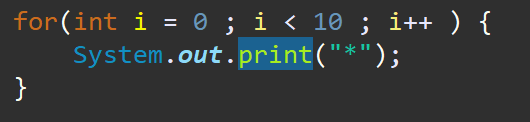 for(int i = 0 ; i < 10 ; i++ ) {
    System.out.print("*");
}